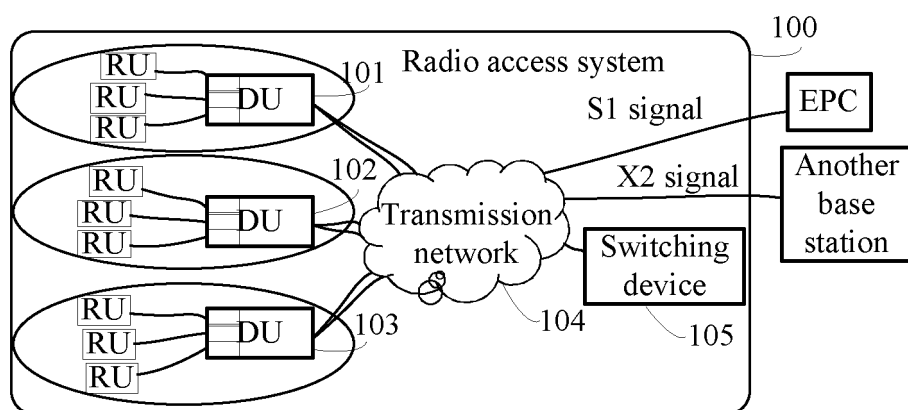 100
RU
RU
RU
DU
101
Radio access system
S1 signal
EPC
RU
RU
RU
DU
102
X2 signal
Another
base
station
Transmission
network
Switching
device
RU
RU
RU
DU
103
104
105